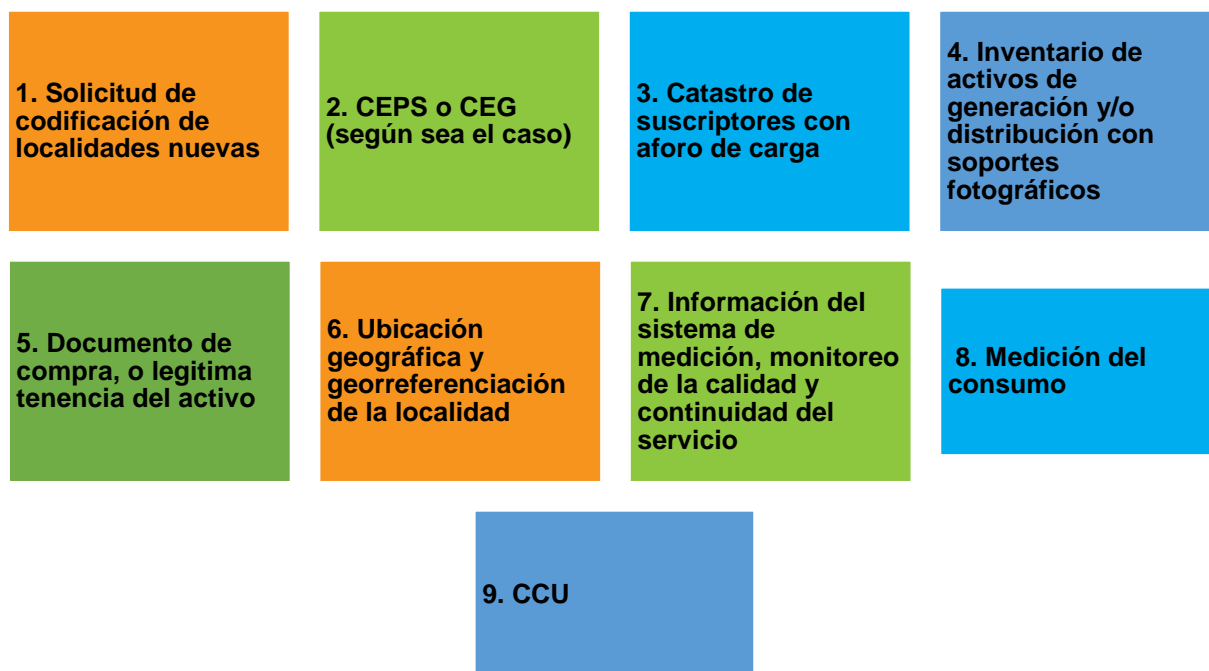 1. Solicitud de
codificación de
localidades nuevas
2. CEPS o CEG
(según sea el caso)
3. Catastro de
suscriptores con
aforo de carga
4. Inventario de
activos de
generación y/o
distribución con
soportes
fotográficos
5. Documento de
compra, o legitima
tenencia del activo
6. Ubicación
geográfica y
georreferenciación
de la localidad
7. Información del
sistema de
medición, monitoreo
de la calidad y
continuidad del
servicio
8. Medición del
consumo
9. CCU